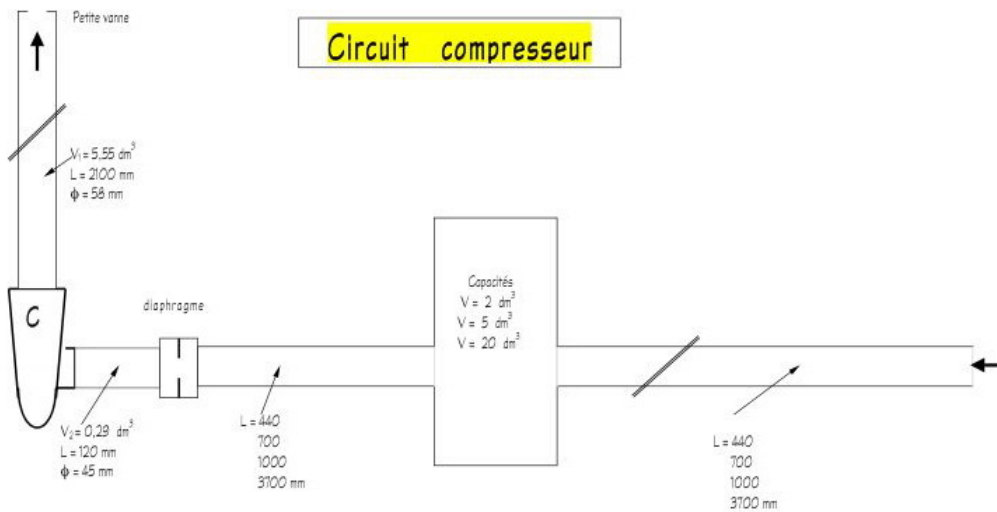 Petite vanne
Circuit compresseur
V₁ = 5,55 dm³
L = 2100 mm
ϕ = 58 mm
Capacités
V = 2 dm³
V = 5 dm³
V = 20 dm³
diaphragme
C
V₂ = 0,29 dm³
L = 120 mm
ϕ = 45 mm
L = 440
700
1000
3700 mm
L = 440
700
1000
3700 mm